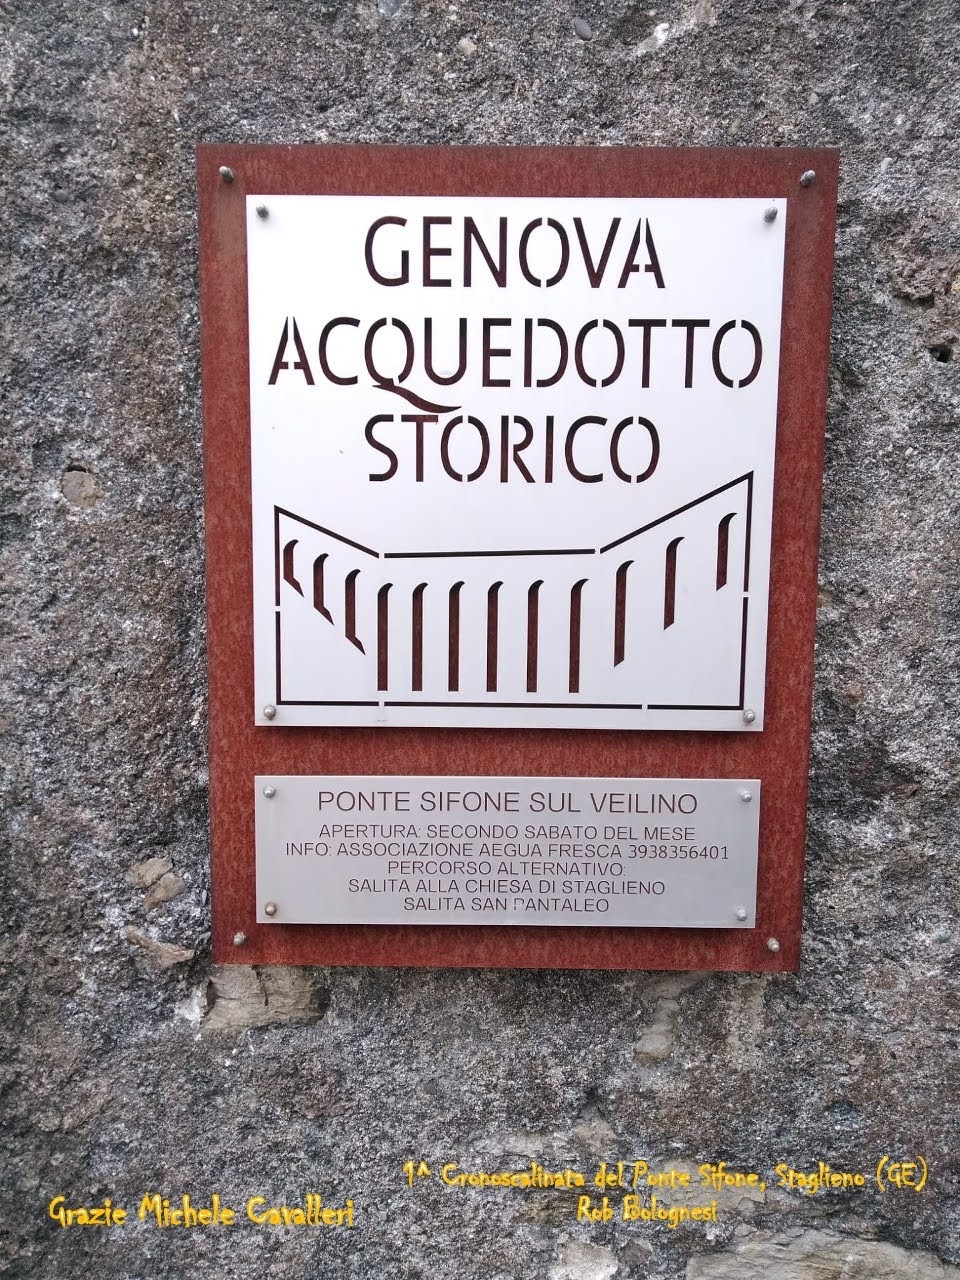 GENOVA
ACQUEDOTTO
STORICO
PONTE SIFONE SUL VEILINO
APERTURA: SECONDO SABATO DEL MESE
INFO: ASSOCIAZIONE AEGUA FRESCA 3938356401
PERCORSO ALTERNATIVO:
SALITA ALLA CHIESA DI STAGLIENO
SALITA SAN PANTALEO
1^ Cronoscalinata del Ponte Sifone, Staglieno (GE)
Grazie Michele Cavalleri
Rob Bolognesi